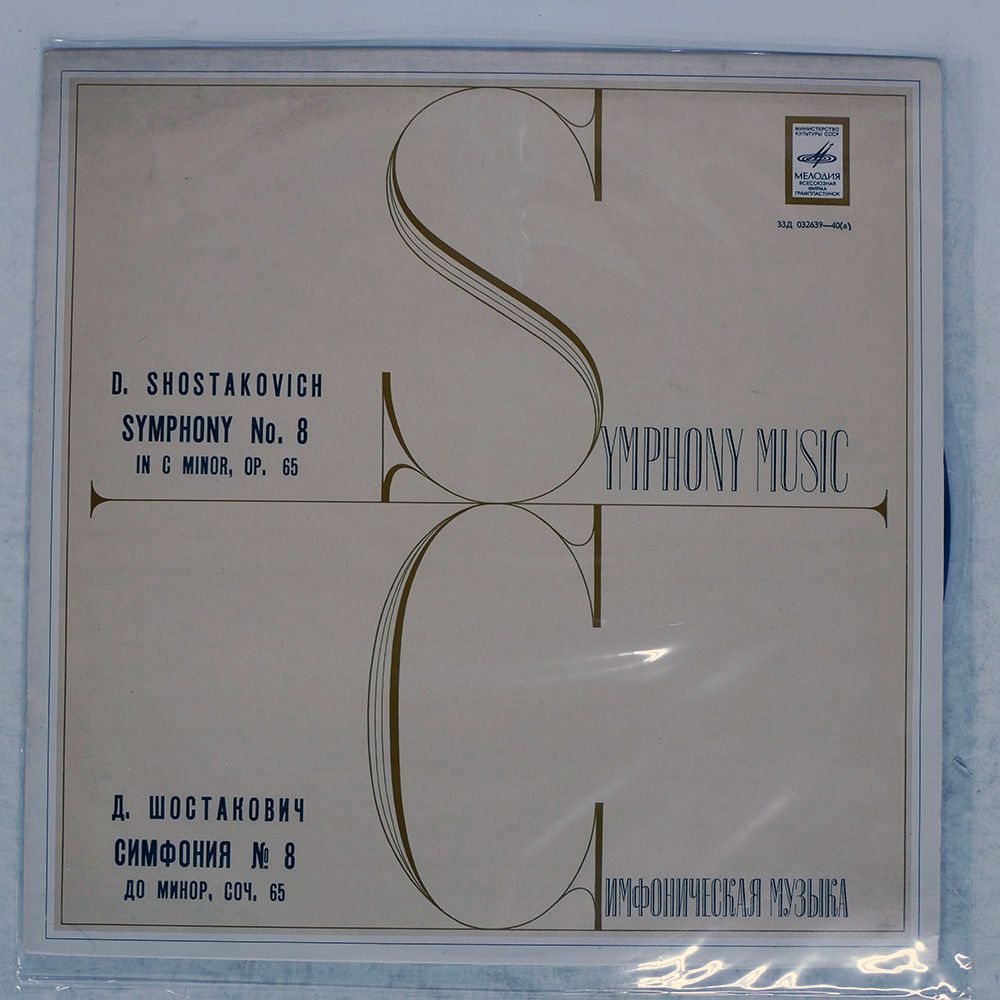 МИНИСТЕРСТВО
КУЛЬТУРЫ СССР
МЕЛОДИЯ
ВСЕСОЮЗНАЯ
ФИРМА
ГРАМПЛАСТИНОК
33Д 032639—40(а)
D. SHOSTAKOVICH
SYMPHONY No. 8
IN C MINOR, OP. 65
SYMPHONY MUSIC
Д. ШОСТАКОВИЧ
СИМФОНИЯ № 8
ДО МИНОР, СОЧ. 65
СИМФОНИЧЕСКАЯ МУЗЫКА